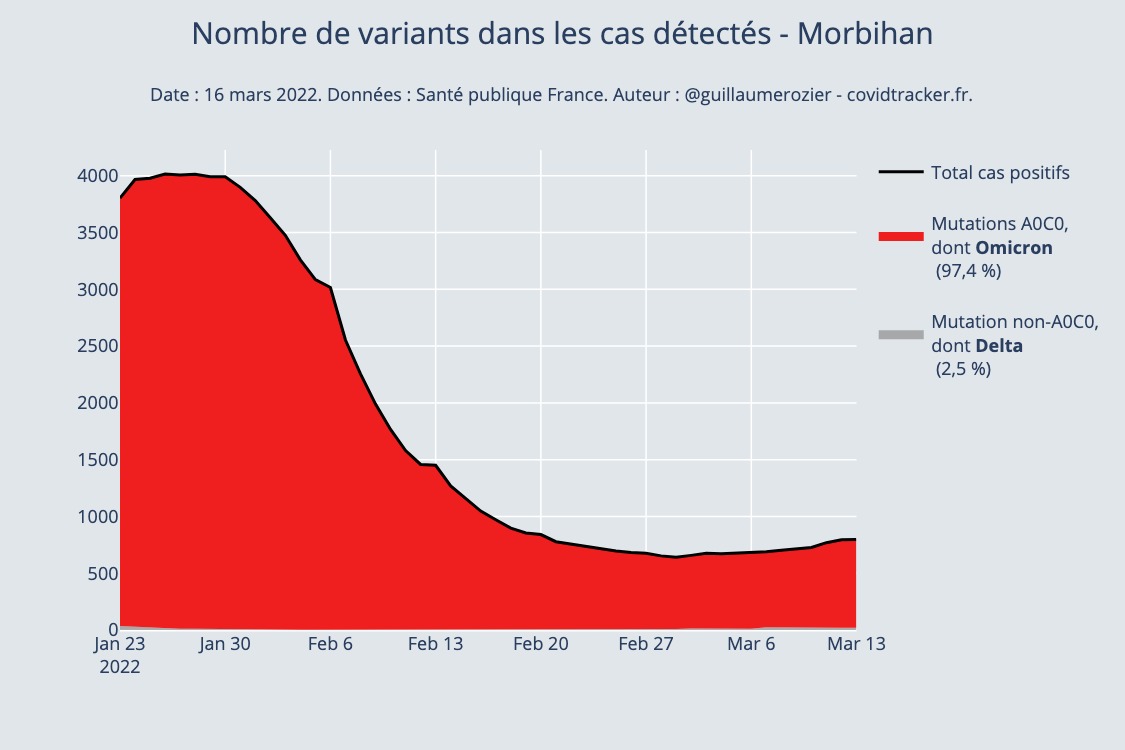 Nombre de variants dans les cas détectés - Morbihan
Date : 16 mars 2022. Données : Santé publique France. Auteur : @guillaumerozier - covidtracker.fr.
4000
3500
3000
2500
2000
1500
1000
500
0
Jan 23
2022
Jan 30
Feb 6
Feb 13
Feb 20
Feb 27
Mar 6
Mar 13
Total cas positifs
Mutations A0C0,
dont Omicron
(97,4 %)
Mutation non-A0C0,
dont Delta
(2,5 %)